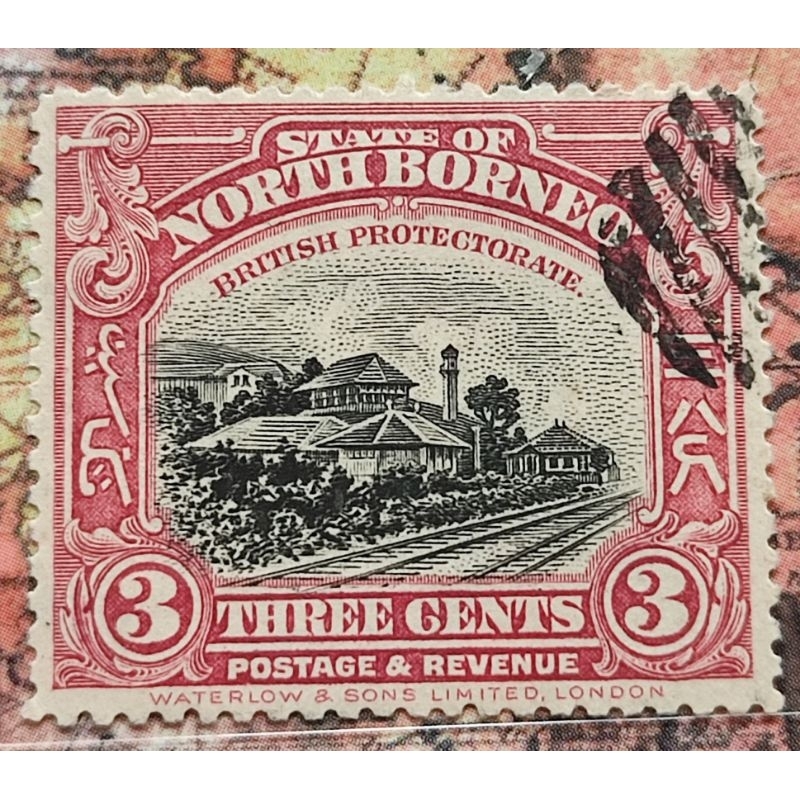 STATE OF
NORTH BORNEO
BRITISH PROTECTORATE.
3 THREE CENTS 3
POSTAGE & REVENUE
WATERLOW & SONS LIMITED, LONDON.